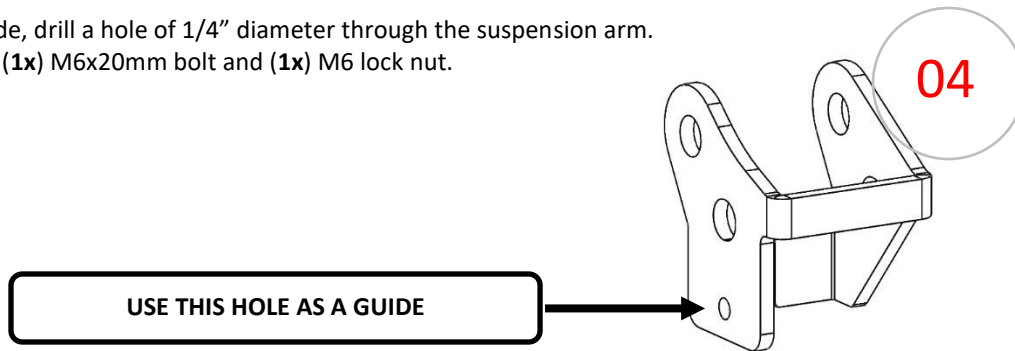 de, drill a hole of 1/4” diameter through the suspension arm.
(1x) M6x20mm bolt and (1x) M6 lock nut.
04
USE THIS HOLE AS A GUIDE